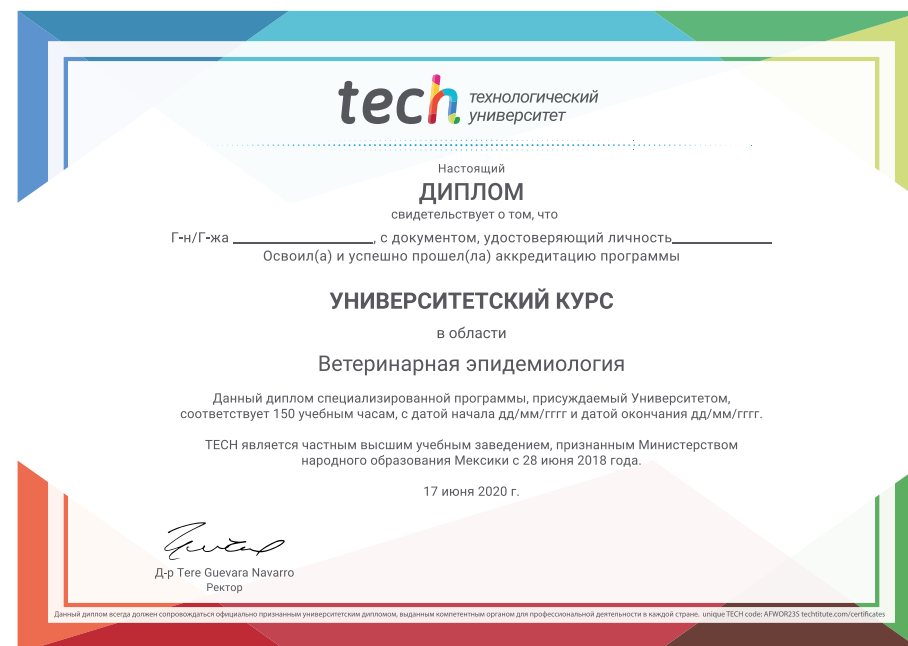 tech технологический
университет
Настоящий
ДИПЛОМ
свидетельствует о том, что
Г-н/Г-жа ____________________, с документом, удостоверяющий личность______________
Освоил(а) и успешно прошел(ла) аккредитацию программы
УНИВЕРСИТЕТСКИЙ КУРС
в области
Ветеринарная эпидемиология
Данный диплом специализированной программы, присуждаемый Университетом,
соответствует 150 учебным часам, с датой начала дд/мм/гггг и датой окончания дд/мм/гггг.
TECH является частным высшим учебным заведением, признанным Министерством
народного образования Мексики с 28 июня 2018 года.
17 июня 2020 г.
Д-р Tere Guevara Navarro
Ректор
Данный диплом всегда должен сопровождаться официально признанным университетским дипломом, выданным компетентным органом для профессиональной деятельности в каждой стране. unique TECH code: AFWOR23S techtitute.com/certificates